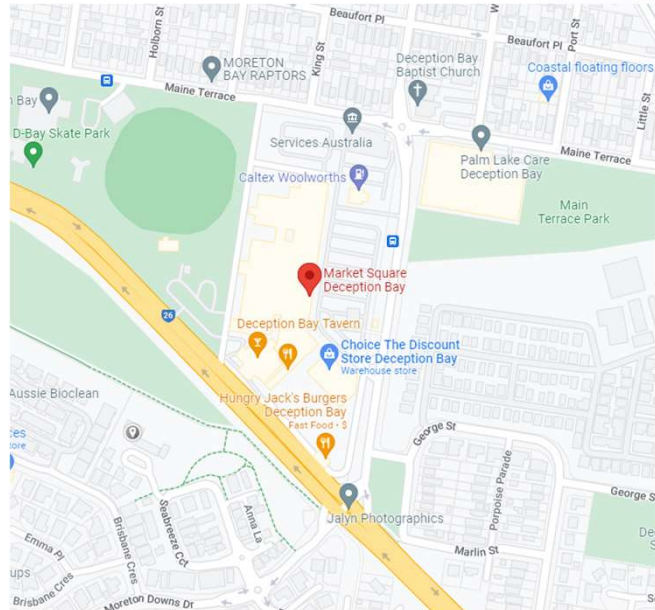 Beaufort Pl
Beaufort Pl
Holborn St
King St
Port St
Little St
MORETON
BAY RAPTORS
Deception Bay
Baptist Church
Coastal floating floors
Maine Terrace
Bay
D-Bay Skate Park
Services Australia
Palm Lake Care
Deception Bay
Maine Terrace
Caltex Woolworths
Main
Terrace Park
Market Square
Deception Bay
26
Deception Bay Tavern
Choice The Discount
Store Deception Bay
Warehouse store
Aussie Bioclean
Hungry Jack's Burgers
Deception Bay
Fast Food · $
George St
Porpoise Parade
George S
Jalyn Photographics
Marlin St
Seabreeze Cct
Anna La
Brisbane Cres
Emma Pl
Brisbane Cres
Moreton Downs Dr